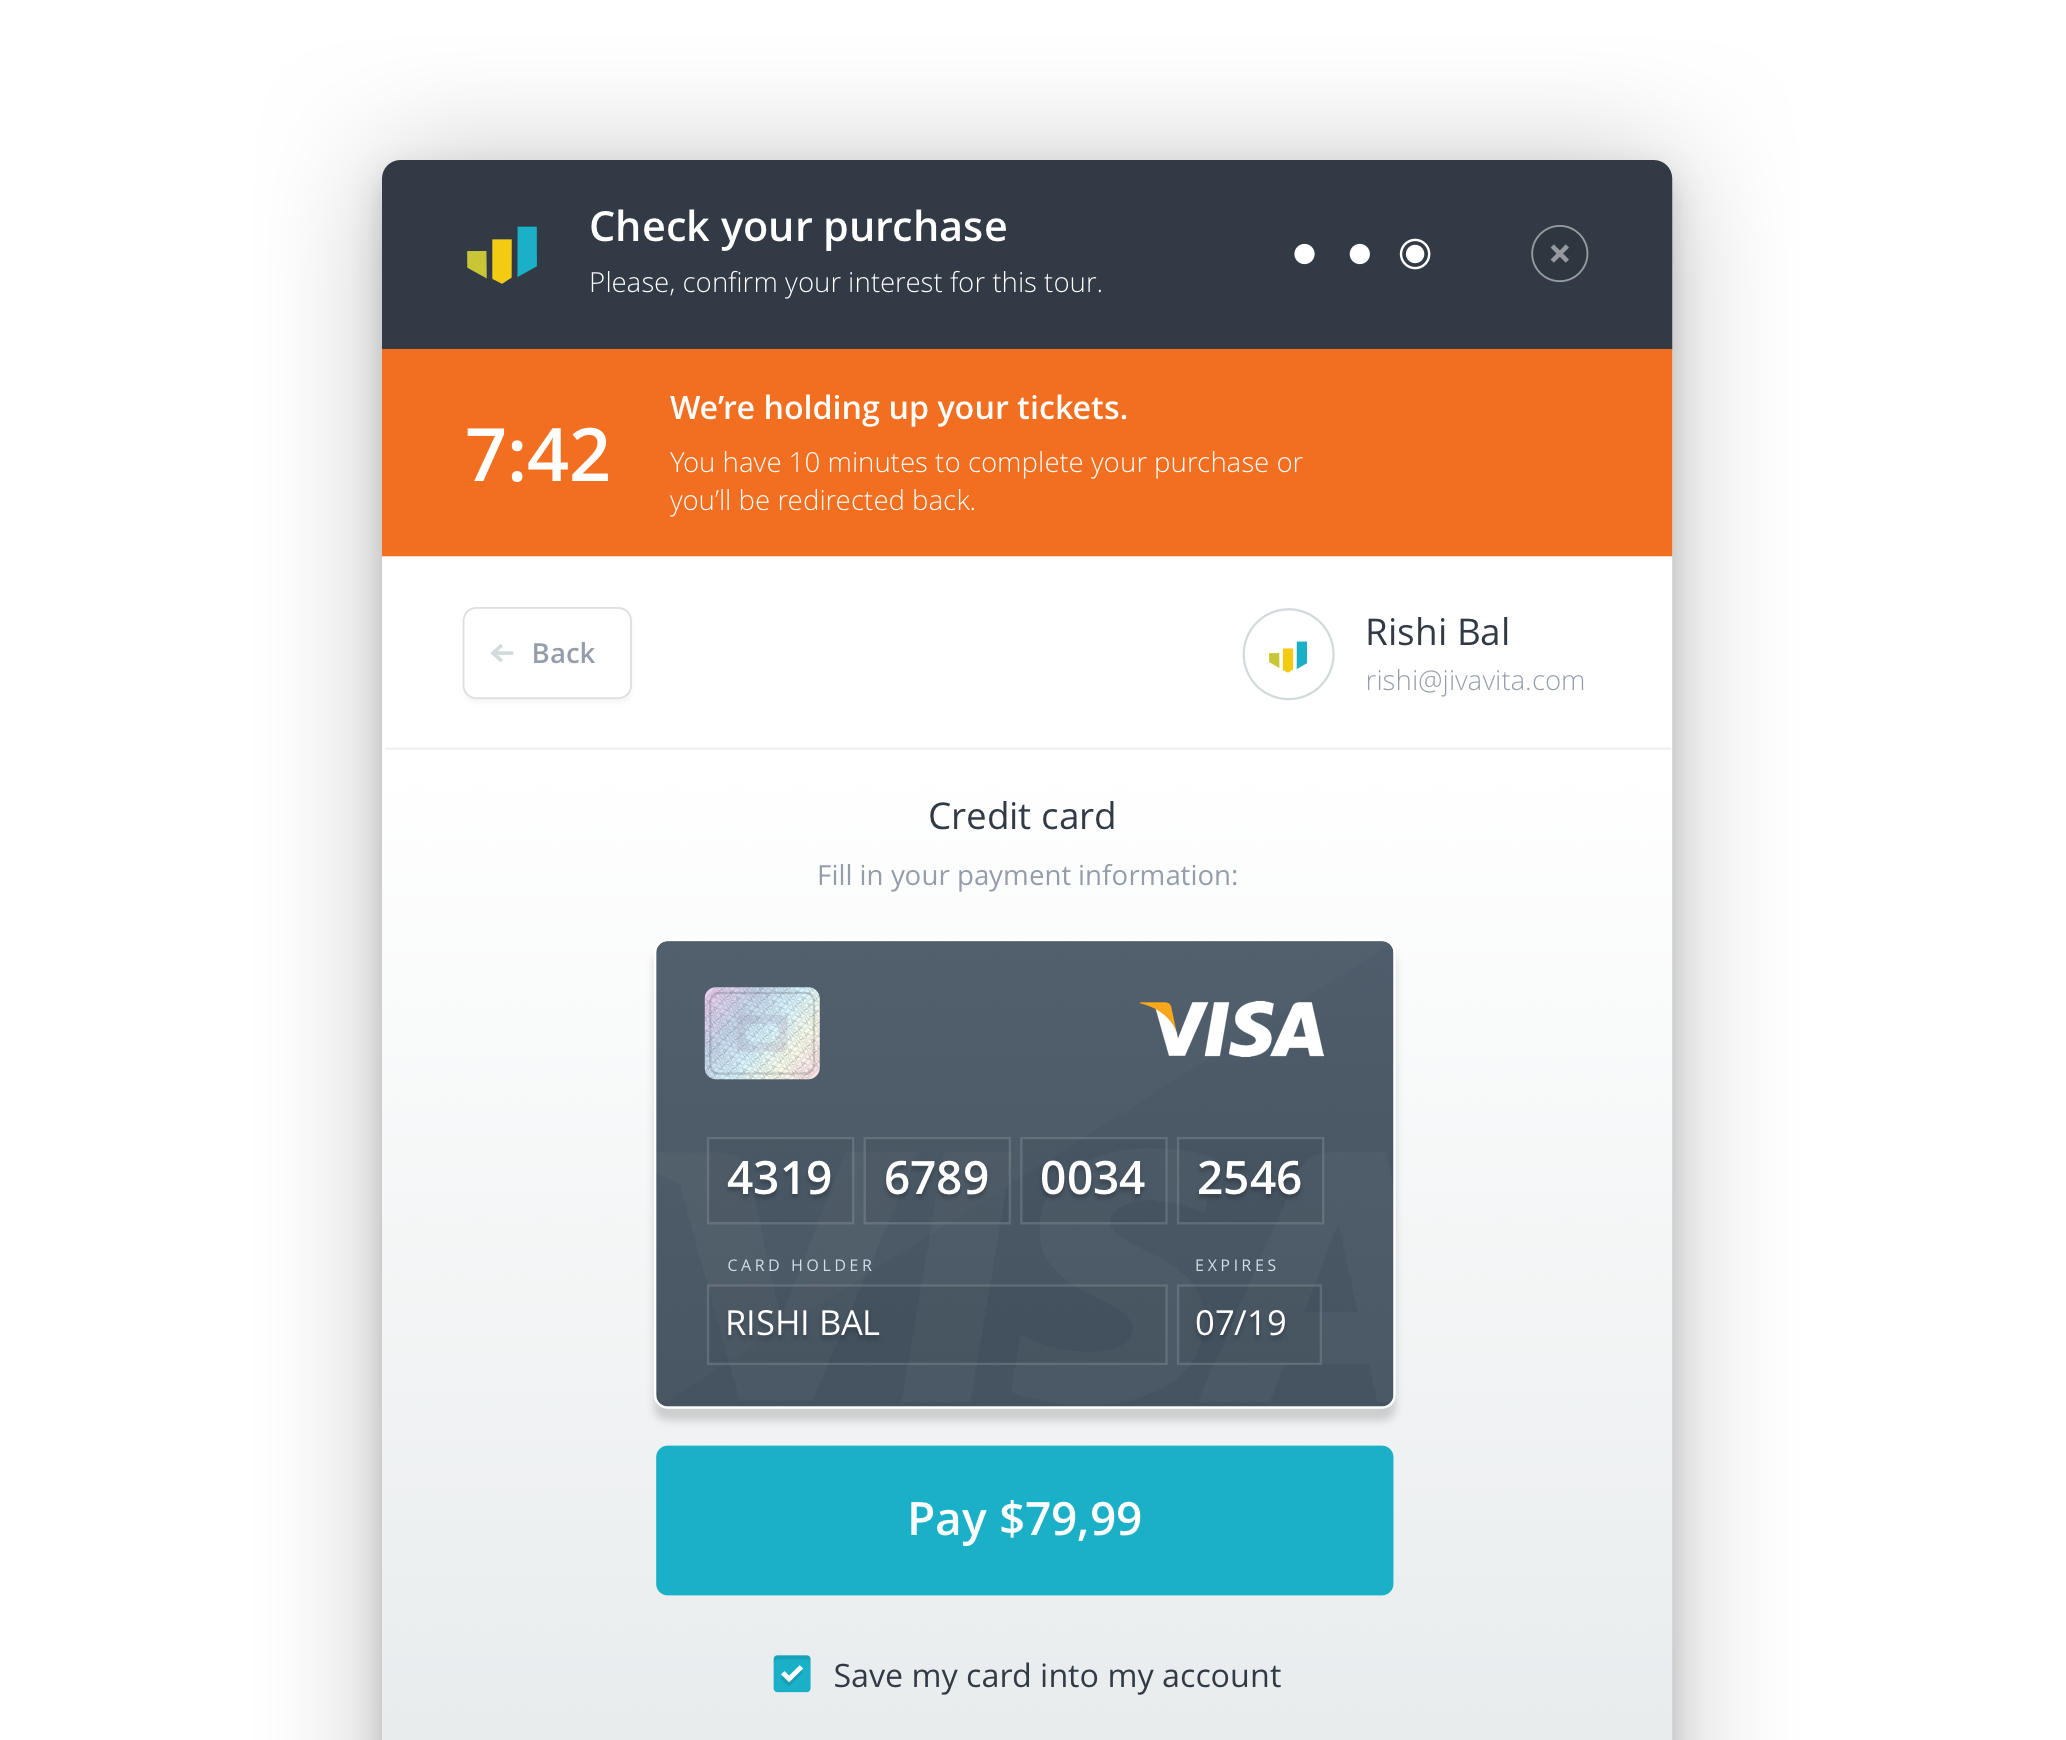 Check your purchase
Please, confirm your interest for this tour.
7:42
We’re holding up your tickets.
You have 10 minutes to complete your purchase or
you’ll be redirected back.
Back
Rishi Bal
rishi@jivavita.com
Credit card
Fill in your payment information:
VISA
4319 6789 0034 2546
CARD HOLDER EXPIRES
RISHI BAL 07/19
VISA
Pay $79,99
Save my card into my account